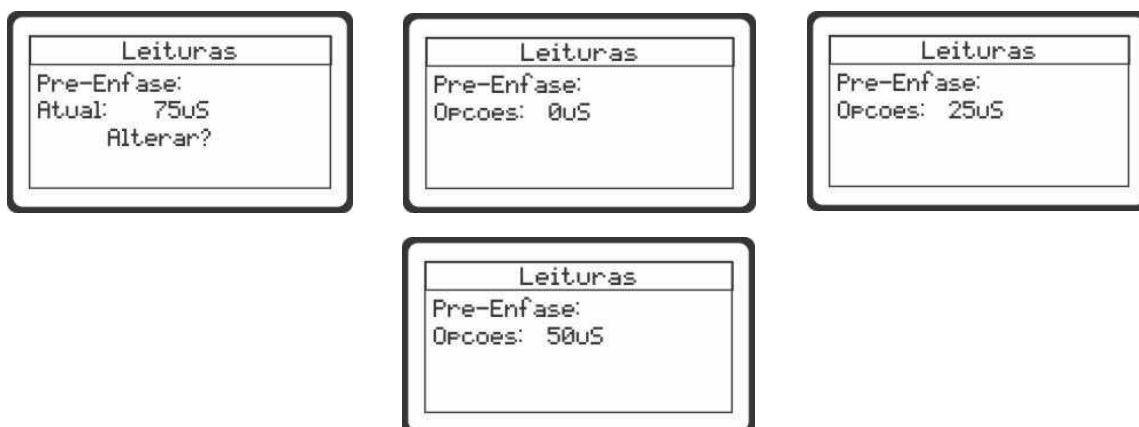 Leituras
Pre-Enfase:
Atual: 75uS
Alterar?
Leituras
Pre-Enfase:
Opcoes: 0uS
Leituras
Pre-Enfase:
Opcoes: 25uS
Leituras
Pre-Enfase:
Opcoes: 50uS